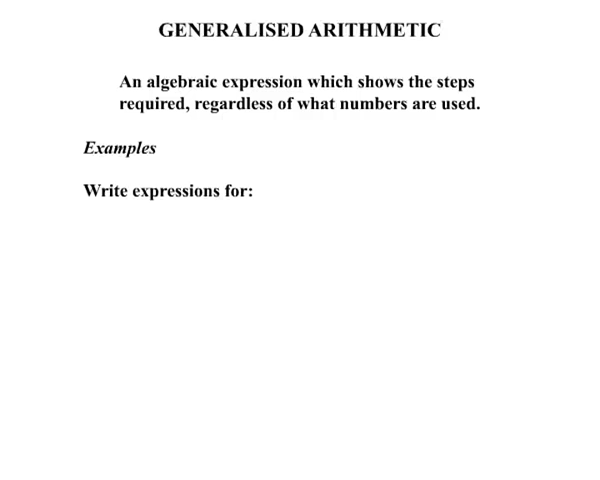 GENERALISED ARITHMETIC
An algebraic expression which shows the steps
required, regardless of what numbers are used.
Examples
Write expressions for: